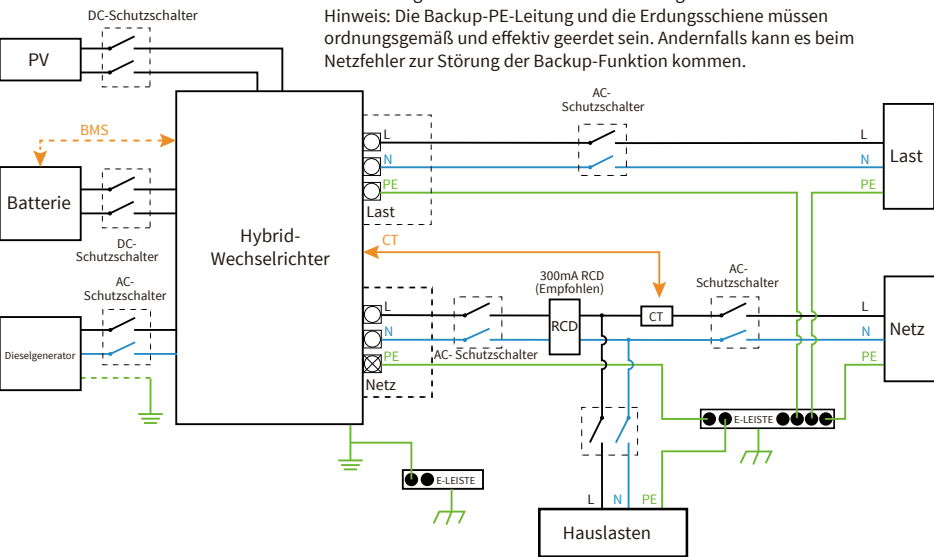 Hinweis: Die Backup-PE-Leitung und die Erdungsschiene müssen
ordnungsgemäß und effektiv geerdet sein. Andernfalls kann es beim
Netzfehler zur Störung der Backup-Funktion kommen.
DC-Schutzschalter
PV
AC-
Schutzschalter
BMS
L
N
PE
Last
L
N
PE
Last
Batterie
DC-
Schutzschalter
Hybrid-
Wechselrichter
CT
AC-
Schutzschalter
300mA RCD
(Empfohlen)
AC-
Schutzschalter
Dieselgenerator
L
N
PE
Netz
AC- Schutzschalter
RCD
CT
L
N
PE
Netz
E-LEISTE
E-LEISTE
L
N
PE
Hauslasten